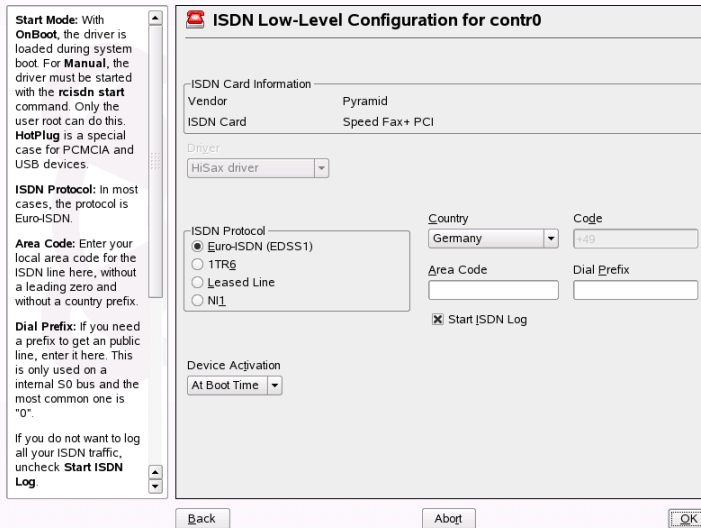 Start Mode: With
OnBoot, the driver is
loaded during system
boot. For Manual, the
driver must be started
with the rcisdn start
command. Only the
user root can do this.
HotPlug is a special
case for PCMCIA and
USB devices.
ISDN Protocol: In most
cases, the protocol is
Euro-ISDN.
Area Code: Enter your
local area code for the
ISDN line here, without
a leading zero and
without a country prefix.
Dial Prefix: If you need
a prefix to get an public
line, enter it here. This
is only used on a
internal S0 bus and the
most common one is
"0".
If you do not want to log
all your ISDN traffic,
uncheck Start ISDN
Log.
ISDN Low-Level Configuration for contr0
ISDN Card Information
Vendor Pyramid
ISDN Card Speed Fax+ PCI
Driver
HiSax driver
ISDN Protocol
Euro-ISDN (EDSS1)
1TR6
Leased Line
NI1
Country Code
Germany +49
Area Code Dial Prefix
Start ISDN Log
Device Activation
At Boot Time
Back Abort OK